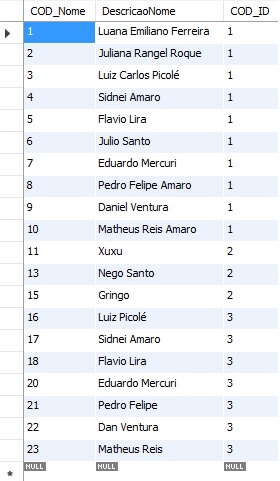 COD_Nome DescricaoNome COD_ID
1 Luana Emiliano Ferreira 1
2 Juliana Rangel Roque 1
3 Luiz Carlos Picolé 1
4 Sidnei Amaro 1
5 Flavio Lira 1
6 Julio Santo 1
7 Eduardo Mercuri 1
8 Pedro Felipe Amaro 1
9 Daniel Ventura 1
10 Matheus Reis Amaro 1
11 Xuxu 2
13 Nego Santo 2
15 Gringo 2
16 Luiz Picolé 3
17 Sidnei Amaro 3
18 Flavio Lira 3
20 Eduardo Mercuri 3
21 Pedro Felipe 3
22 Dan Ventura 3
23 Matheus Reis 3
NULL NULL NULL